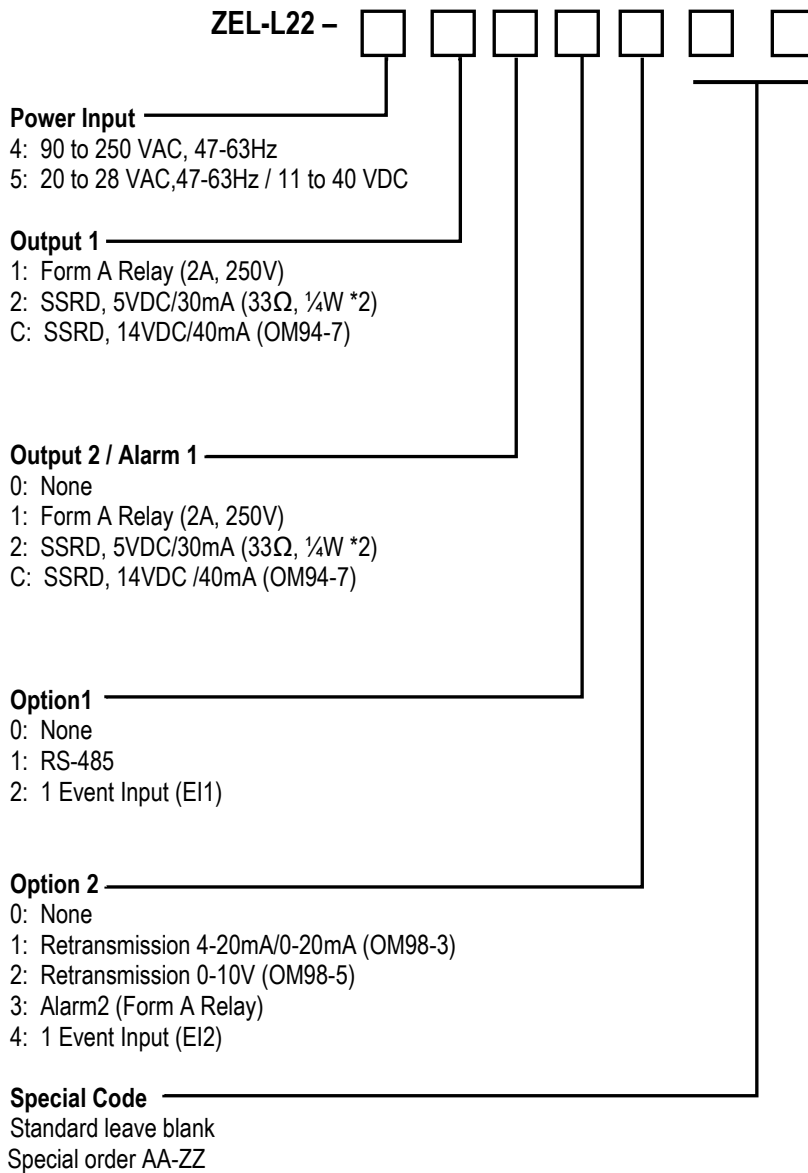 ZEL-L22 –
Power Input
4: 90 to 250 VAC, 47-63Hz
5: 20 to 28 VAC,47-63Hz / 11 to 40 VDC
Output 1
1: Form A Relay (2A, 250V)
2: SSRD, 5VDC/30mA (33Ω, ¼W *2)
C: SSRD, 14VDC/40mA (OM94-7)
Output 2 / Alarm 1
0: None
1: Form A Relay (2A, 250V)
2: SSRD, 5VDC/30mA (33Ω, ¼W *2)
C: SSRD, 14VDC /40mA (OM94-7)
Option1
0: None
1: RS-485
2: 1 Event Input (EI1)
Option 2
0: None
1: Retransmission 4-20mA/0-20mA (OM98-3)
2: Retransmission 0-10V (OM98-5)
3: Alarm2 (Form A Relay)
4: 1 Event Input (EI2)
Special Code
Standard leave blank
Special order AA-ZZ